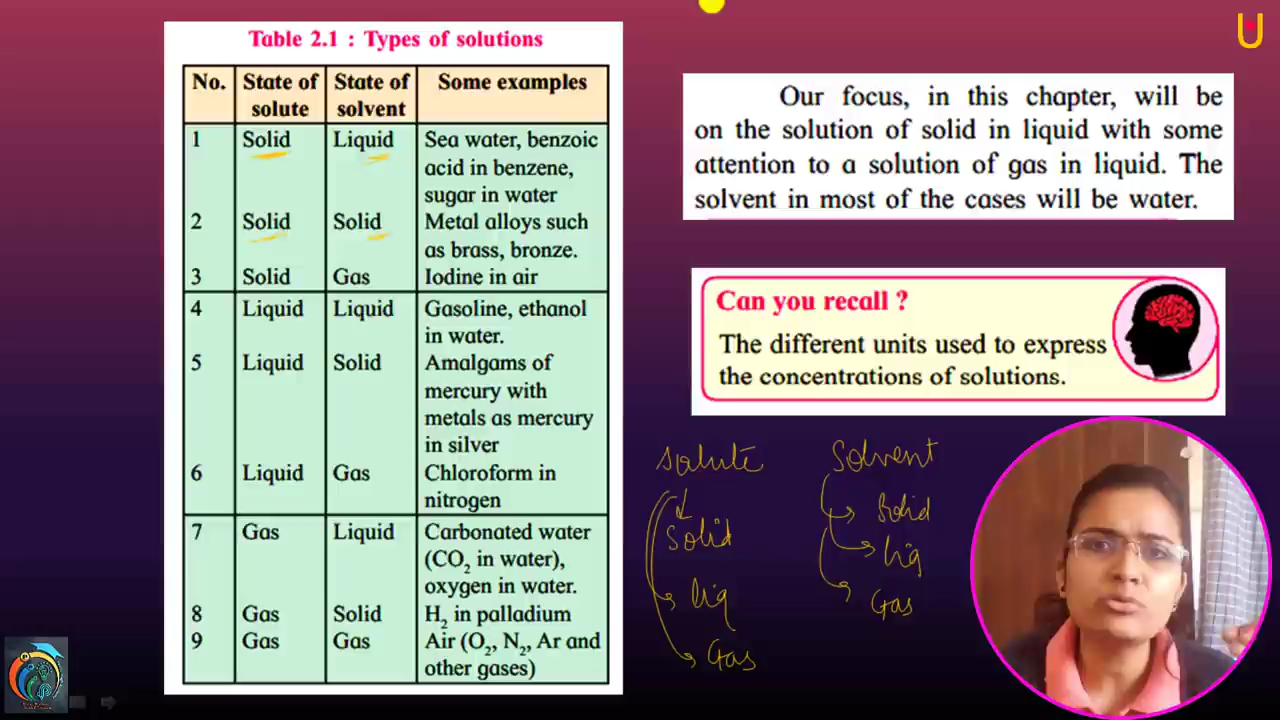 Table 2.1 : Types of solutions
No. State of solute State of solvent Some examples
1 Solid Liquid Sea water, benzoic
acid in benzene,
sugar in water
2 Solid Solid Metal alloys such
as brass, bronze.
3 Solid Gas Iodine in air
4 Liquid Liquid Gasoline, ethanol
in water.
5 Liquid Solid Amalgams of
mercury with
metals as mercury
in silver
6 Liquid Gas Chloroform in
nitrogen
7 Gas Liquid Carbonated water
(CO₂ in water),
oxygen in water.
8 Gas Solid H₂ in palladium
9 Gas Gas Air (O₂, N₂, Ar and
other gases)
U
Our focus, in this chapter, will be
on the solution of solid in liquid with some
attention to a solution of gas in liquid. The
solvent in most of the cases will be water.
Can you recall ?
The different units used to express
the concentrations of solutions.
Solute Solvent
Solid Solid
liq liq
Gas Gas